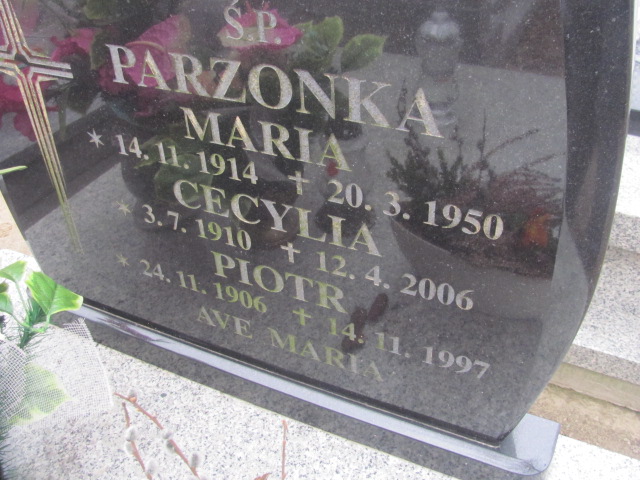 Ś.P.
PARZONKA
MARIA
* 14. 11. 1914 † 20. 3. 1950
CECYLIA
* 3. 7. 1910 † 12. 4. 2006
PIOTR
* 24. 11. 1906 † 14. 11. 1997
AVE MARIA